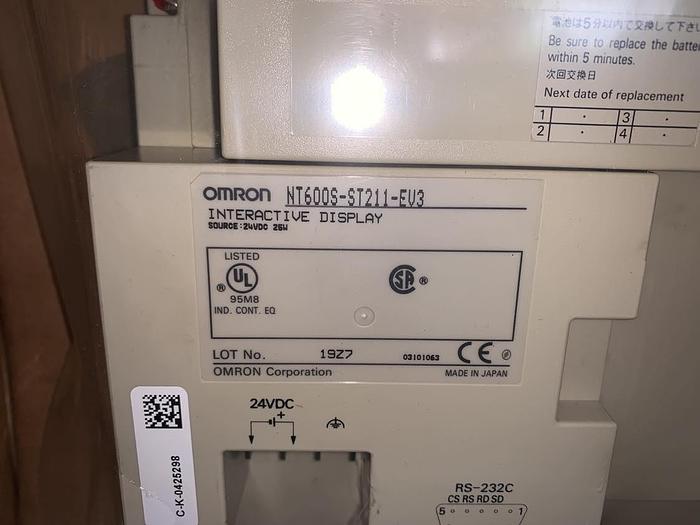 電池は5分以内で交換して下さい
Be sure to replace the batte
within 5 minutes.
次回交換日
Next date of replacement
1 · 3 ·
2 · 4 ·
OMRON NT600S-ST211-EV3
INTERACTIVE DISPLAY
SOURCE:24VDC 25W
LISTED
UL ®
95M8
IND. CONT. EQ
SA ®
LOT No. 19Z7 03101063 CE
OMRON Corporation MADE IN JAPAN
24VDC
+
C-K-0425298
RS-232C
CS RS RD SD
5 1